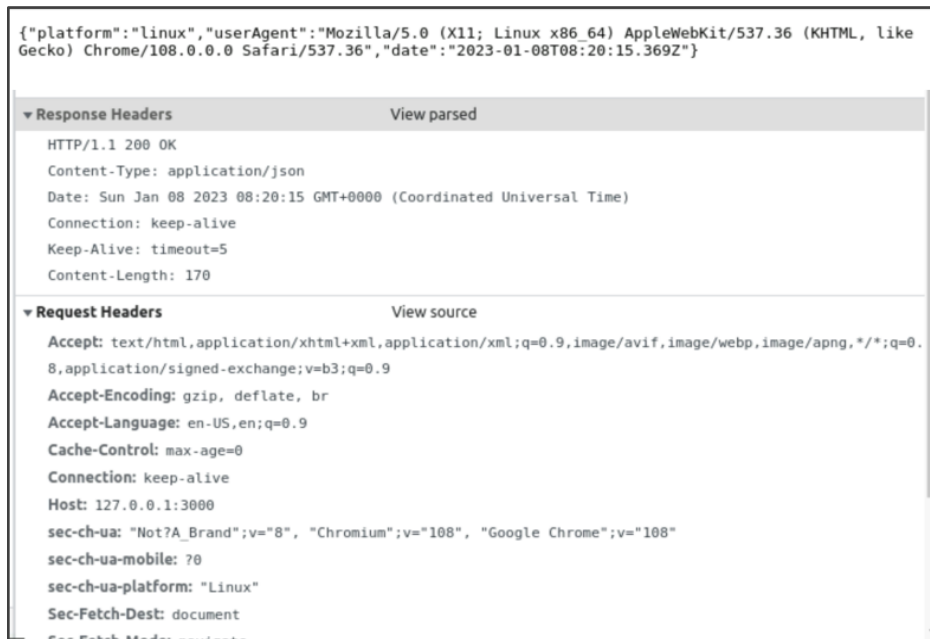 {"platform":"linux","userAgent":"Mozilla/5.0 (X11; Linux x86_64) AppleWebKit/537.36 (KHTML, like
Gecko) Chrome/108.0.0.0 Safari/537.36","date":"2023-01-08T08:20:15.369Z"}
▼ Response Headers View parsed
HTTP/1.1 200 OK
Content-Type: application/json
Date: Sun Jan 08 2023 08:20:15 GMT+0000 (Coordinated Universal Time)
Connection: keep-alive
Keep-Alive: timeout=5
Content-Length: 170
▼ Request Headers View source
Accept: text/html,application/xhtml+xml,application/xml;q=0.9,image/avif,image/webp,image/apng,*/*;q=0.
8,application/signed-exchange;v=b3;q=0.9
Accept-Encoding: gzip, deflate, br
Accept-Language: en-US,en;q=0.9
Cache-Control: max-age=0
Connection: keep-alive
Host: 127.0.0.1:3000
sec-ch-ua: "Not?A_Brand";v="8", "Chromium";v="108", "Google Chrome";v="108"
sec-ch-ua-mobile: ?0
sec-ch-ua-platform: "Linux"
Sec-Fetch-Dest: document